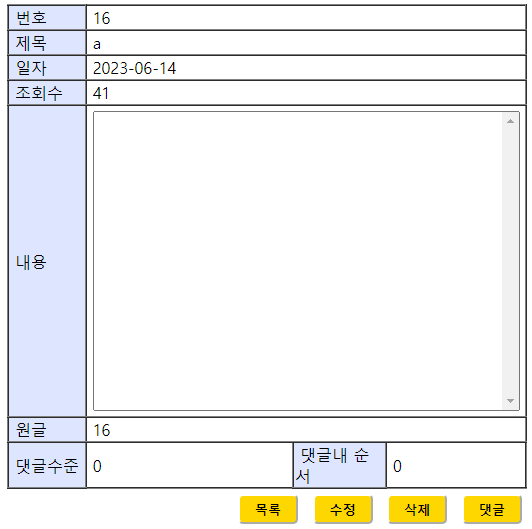 번호 16
제목 a
일자 2023-06-14
조회수 41
내용
원글 16
댓글수준 0 댓글내 순서 0
목록 수정 삭제 댓글